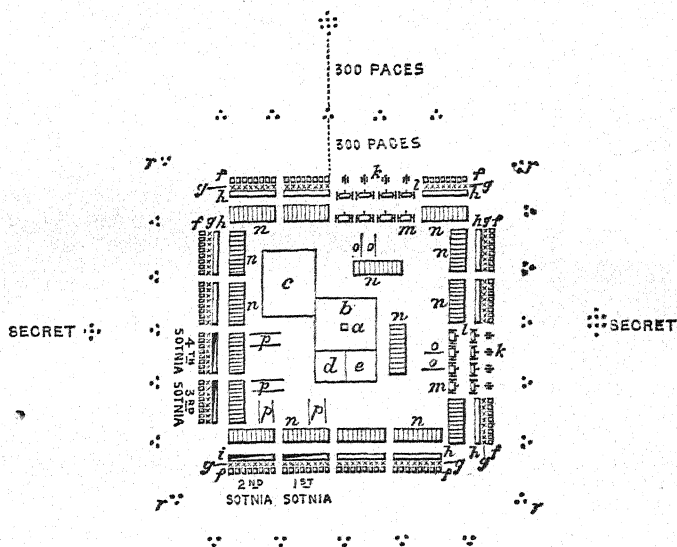 300 PACES
300 PACES
r r
f k f
g h l h g
f g h n m n h g f
n o o n
c n
n b n n
a
SECRET l SECRET
4TH SOTNIA p d e o o k
3RD SOTNIA p m
p p
n n
i h h g f
g f f g
2ND SOTNIA 1ST SOTNIA
r r